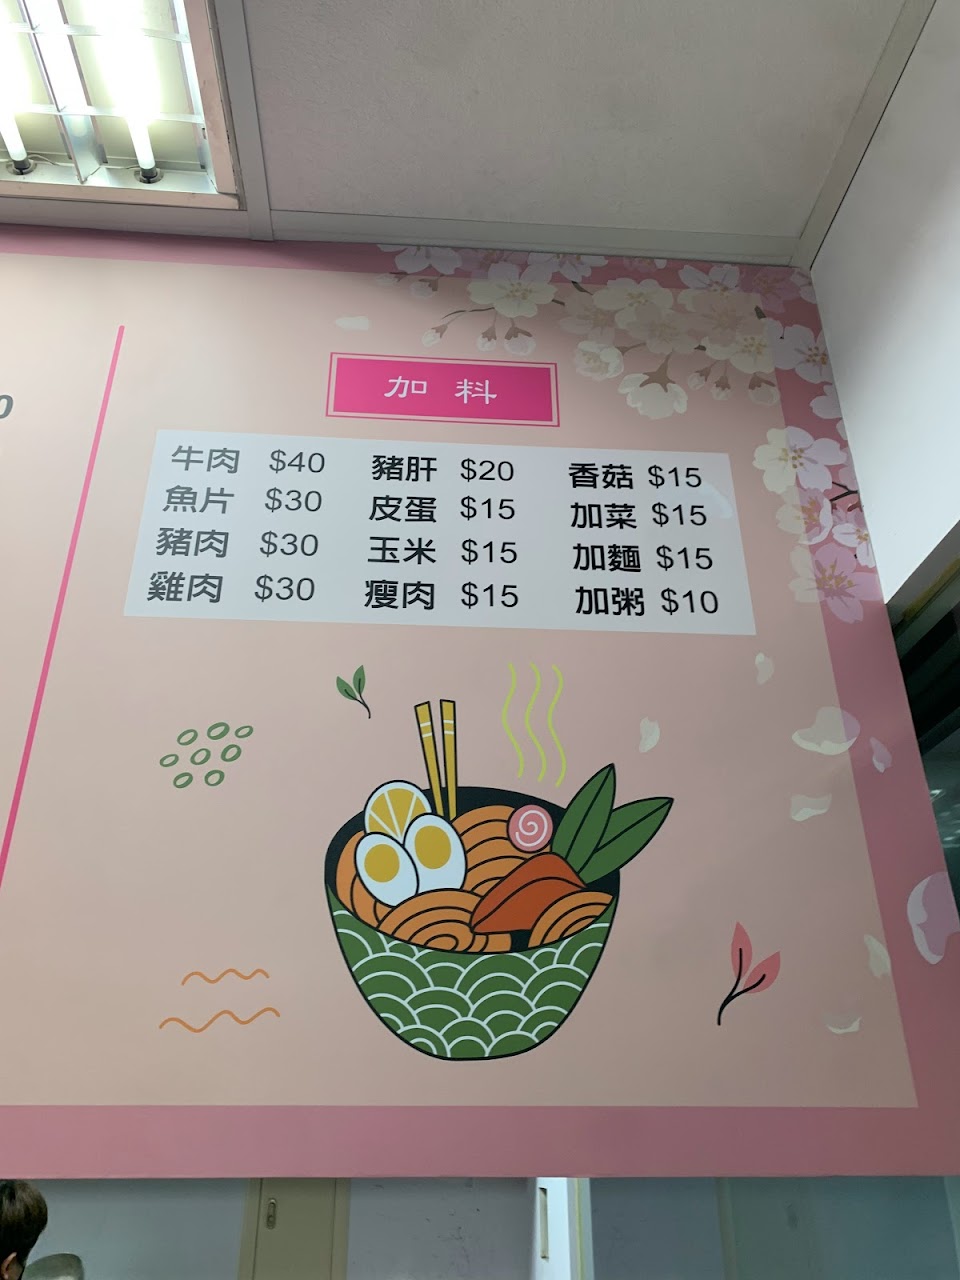 加料
牛肉 $40 豬肝 $20 香菇 $15
魚片 $30 皮蛋 $15 加菜 $15
豬肉 $30 玉米 $15 加麵 $15
雞肉 $30 瘦肉 $15 加粥 $10